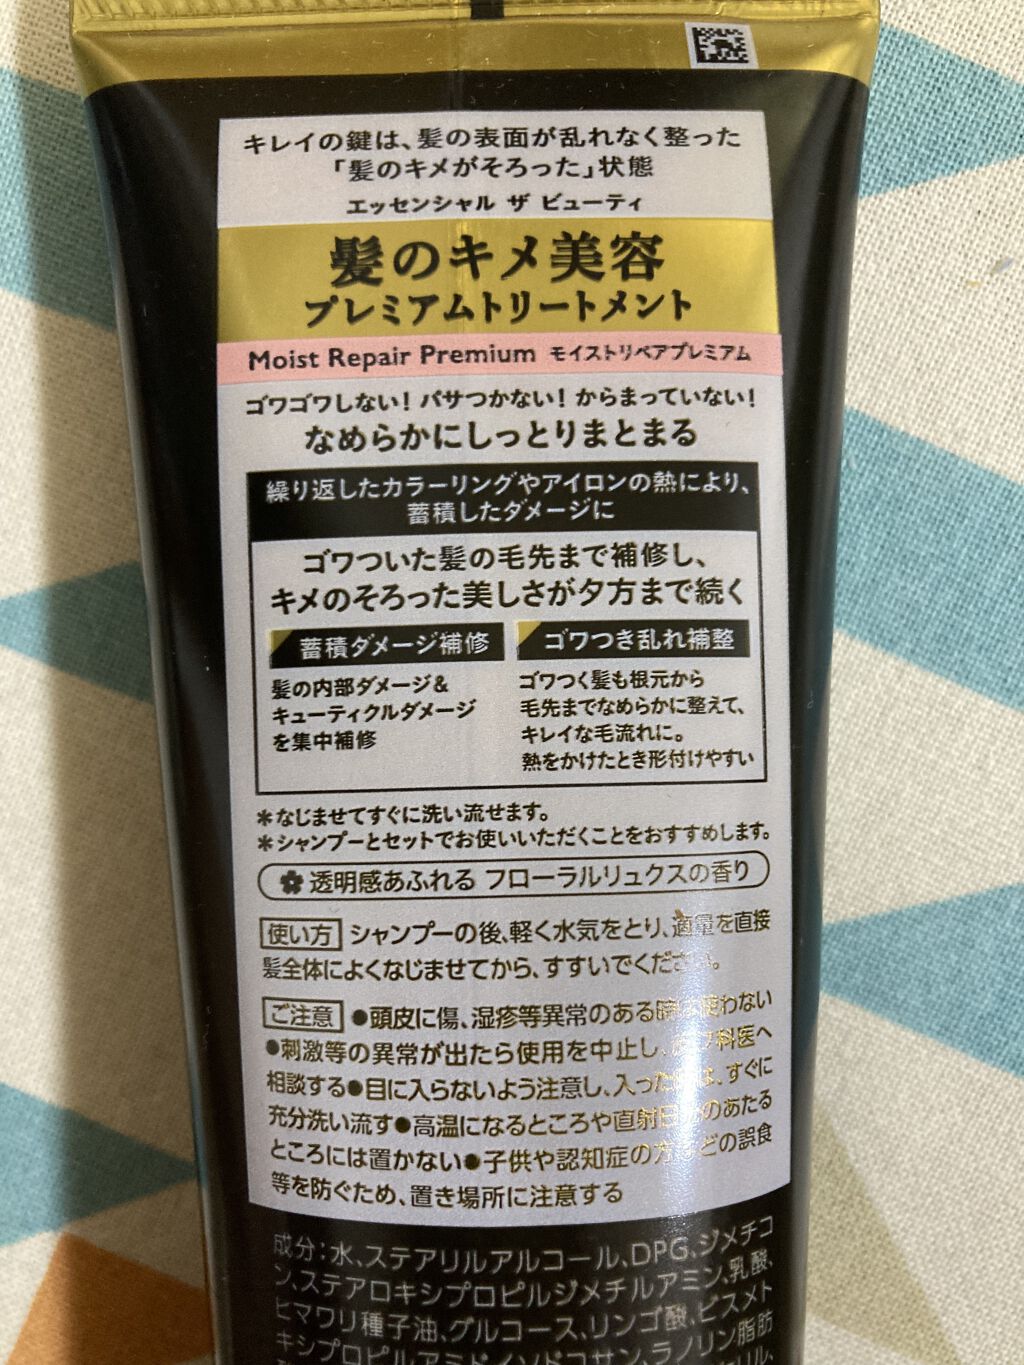 キレイの鍵は、髪の表面が乱れなく整った
「髪のキメがそろった」状態
エッセンシャル ザ ビューティ
髪のキメ美容
プレミアムトリートメント
Moist Repair Premium モイストリペアプレミアム
ゴワゴワしない！パサつかない！からまっていない！
なめらかにしっとりまとまる
繰り返したカラーリングやアイロンの熱により、
蓄積したダメージに
ゴワついた髪の毛先まで補修し、
キメのそろった美しさが夕方まで続く
蓄積ダメージ補修
髪の内部ダメージ&
キューティクルダメージ
を集中補修
ゴワつき乱れ補整
ゴワつく髪も根元から
毛先までなめらかに整えて、
キレイな毛流れに。
熱をかけたとき形付けやすい
*なじませてすぐに洗い流せます。
*シャンプーとセットでお使いいただくことをおすすめします。
透明感あふれる フローラルリュクスの香り
使い方 シャンプーの後、軽く水気をとり、適量を直接
髪全体によくなじませてから、すすいでください。
ご注意 ●頭皮に傷、湿疹等異常のある時は使わない
●刺激等の異常が出たら使用を中止し、皮フ科医へ
相談する●目に入らないよう注意し、入った時は、すぐに
充分洗い流す●高温になるところや直射日光のあたる
ところには置かない●子供や認知症の方などの誤食
等を防ぐため、置き場所に注意する
成分：水、ステアリルアルコール、DPG、ジメチコ
ン、ステアロキシプロピルジメチルアミン、乳酸、
ヒマワリ種子油、グルコース、リンゴ酸、ビスメト
キシプロピルアミドイソドコサン、ラノリン脂肪